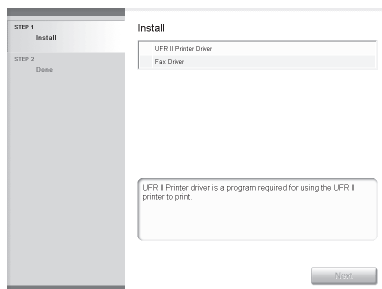 STEP 1
Install
STEP 2
Done
Install
UFR II Printer Driver
Fax Driver
UFR II Printer driver is a program required for using the UFR II
printer to print.
Next